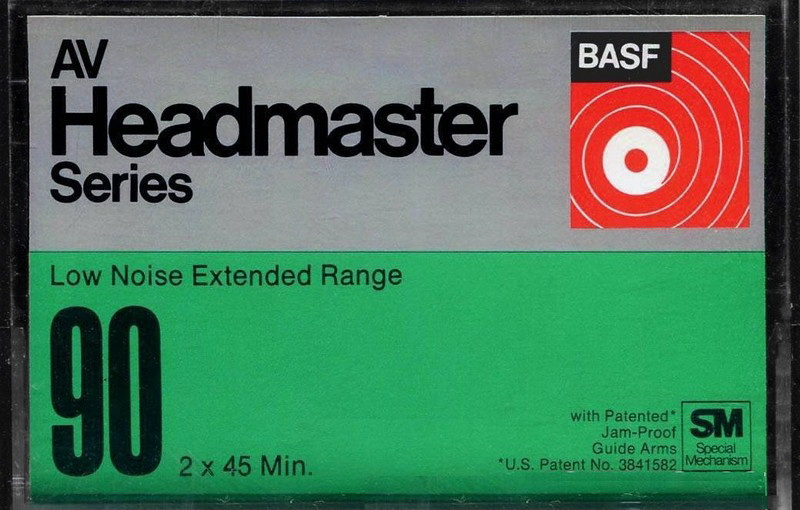 AV
Headmaster
Series
BASF
Low Noise Extended Range
90
2 x 45 Min.
with Patented*
Jam-Proof
Guide Arms
*U.S. Patent No. 3841582
SM
Special
Mechanism